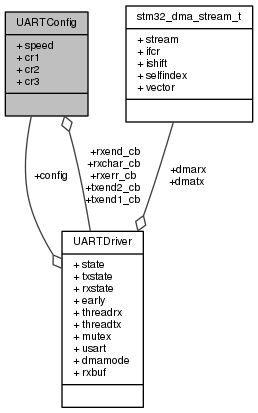 UARTConfig
+ speed
+ cr1
+ cr2
+ cr3
stm32_dma_stream_t
+ stream
+ ifcr
+ ishift
+ selfindex
+ vector
+config
+rxend_cb
+rxchar_cb
+rxerr_cb
+txend2_cb
+txend1_cb
+dmarx
+dmatx
UARTDriver
+ state
+ txstate
+ rxstate
+ early
+ threadrx
+ threadtx
+ mutex
+ usart
+ dmamode
+ rxbuf